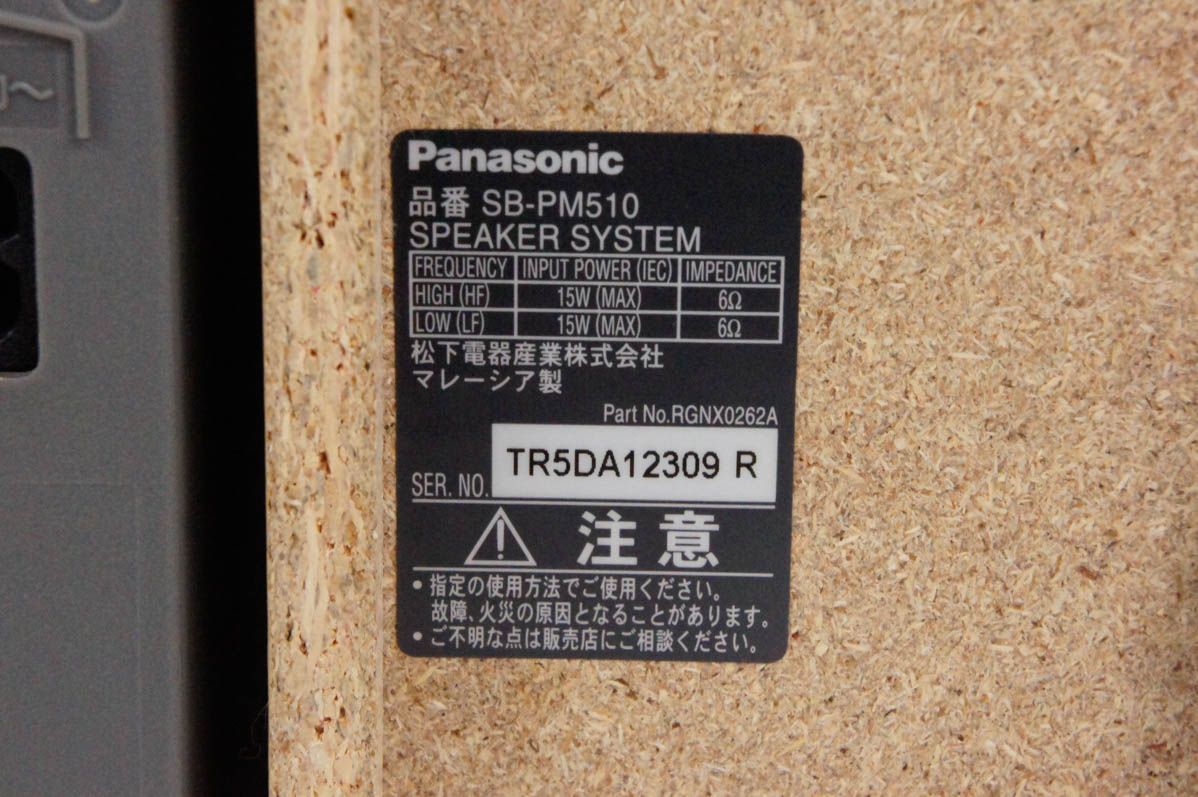 Panasonic
品番 SB-PM510
SPEAKER SYSTEM
FREQUENCY INPUT POWER (IEC) IMPEDANCE
HIGH (HF) 15W (MAX) 6Ω
LOW (LF) 15W (MAX) 6Ω
松下電器産業株式会社
マレーシア製
Part No.RGNX0262A
SER. NO. TR5DA12309 R
注意
• 指定の使用方法でご使用ください。
故障、火災の原因となることがあります。
• ご不明な点は販売店にご相談ください。